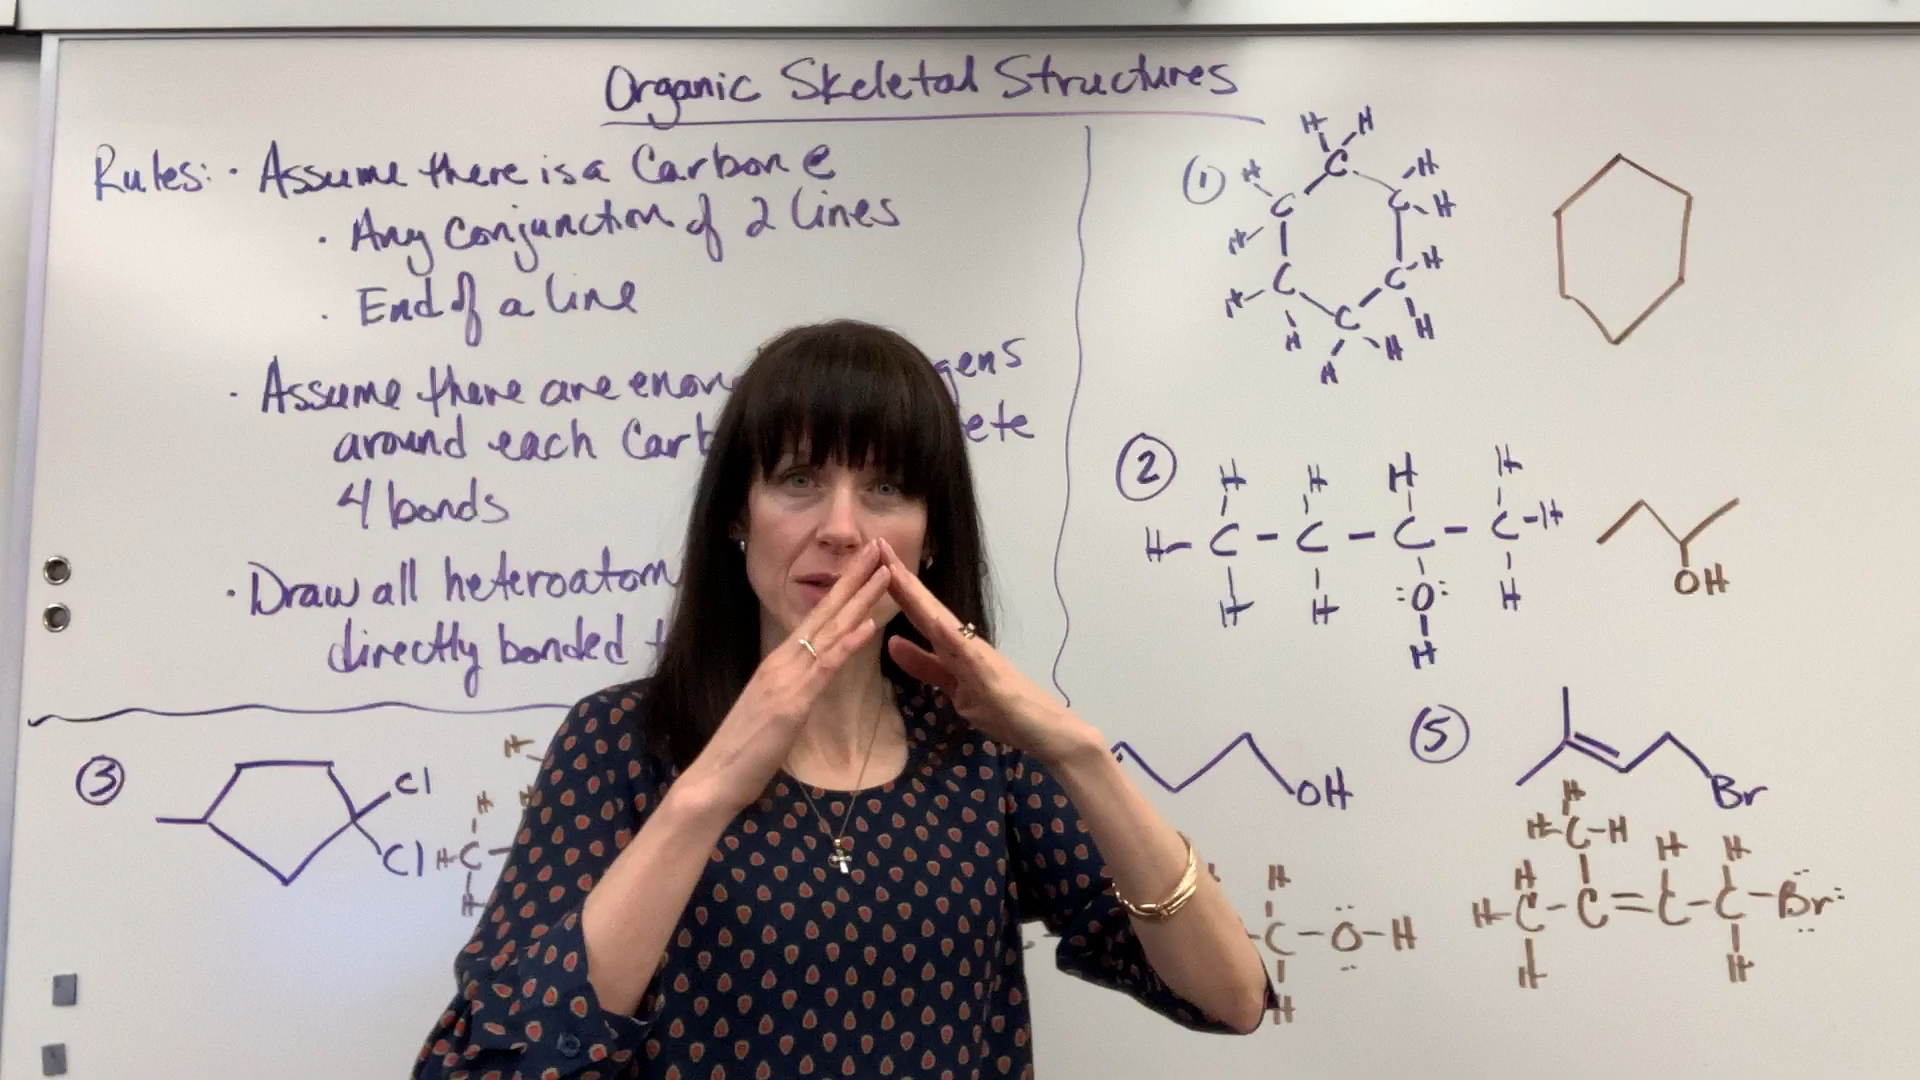 Organic Skeletal Structures
Rules: · Assume there is a Carbon @
· Any conjunction of 2 lines
· End of a line
· Assume there are
around each
4 bonds
· Draw all
directly bonded
①
H H
H C H
C C H
H
C C H
H C H
H H H
②
H H H H
H - C - C - C - C - H
H H :O: H
H
OH
③
Cl
Cl
H
H
H - C -
H
OH
H
- C - O - H
H
⑤
Br
H
H - C - H
H H H
H - C - C = C - C - Br:
H H